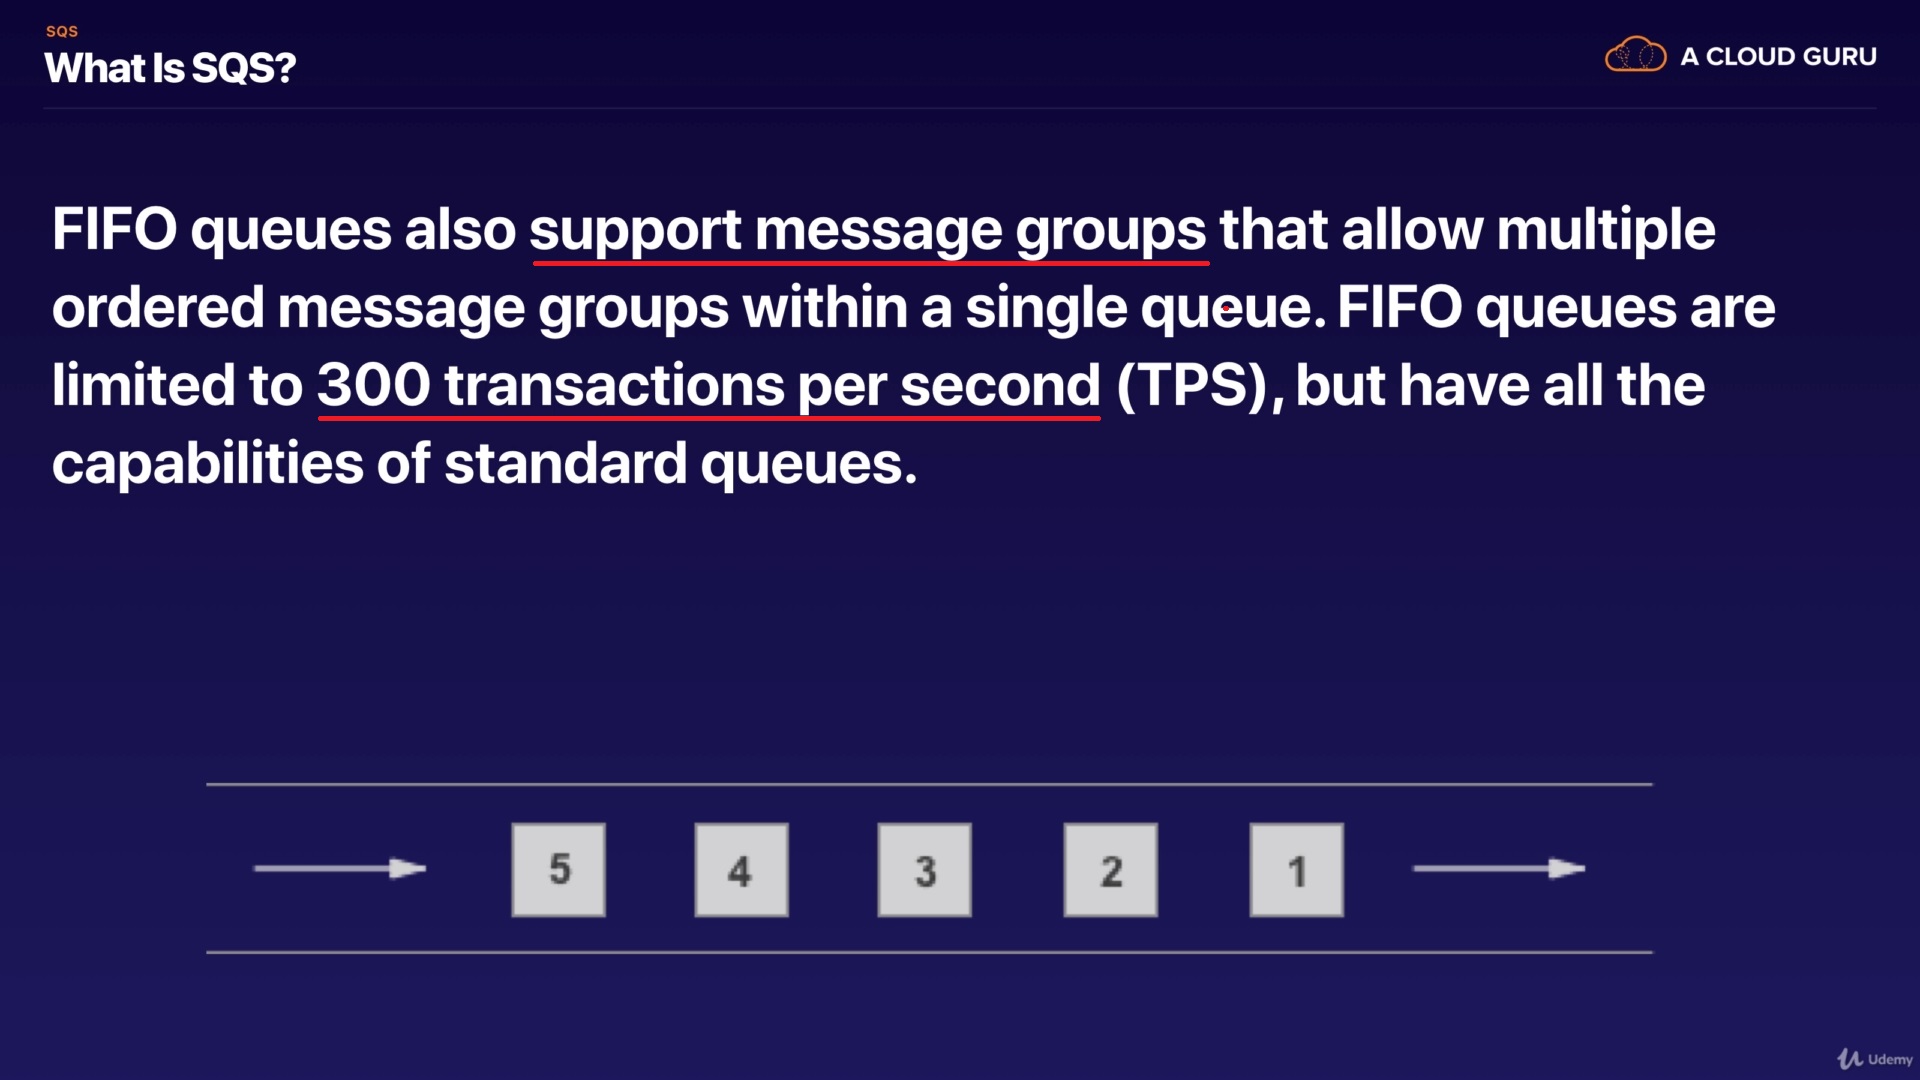 SQS
What Is SQS?
A CLOUD GURU
FIFO queues also support message groups that allow multiple
ordered message groups within a single queue. FIFO queues are
limited to 300 transactions per second (TPS), but have all the
capabilities of standard queues.
5 4 3 2 1
Udemy